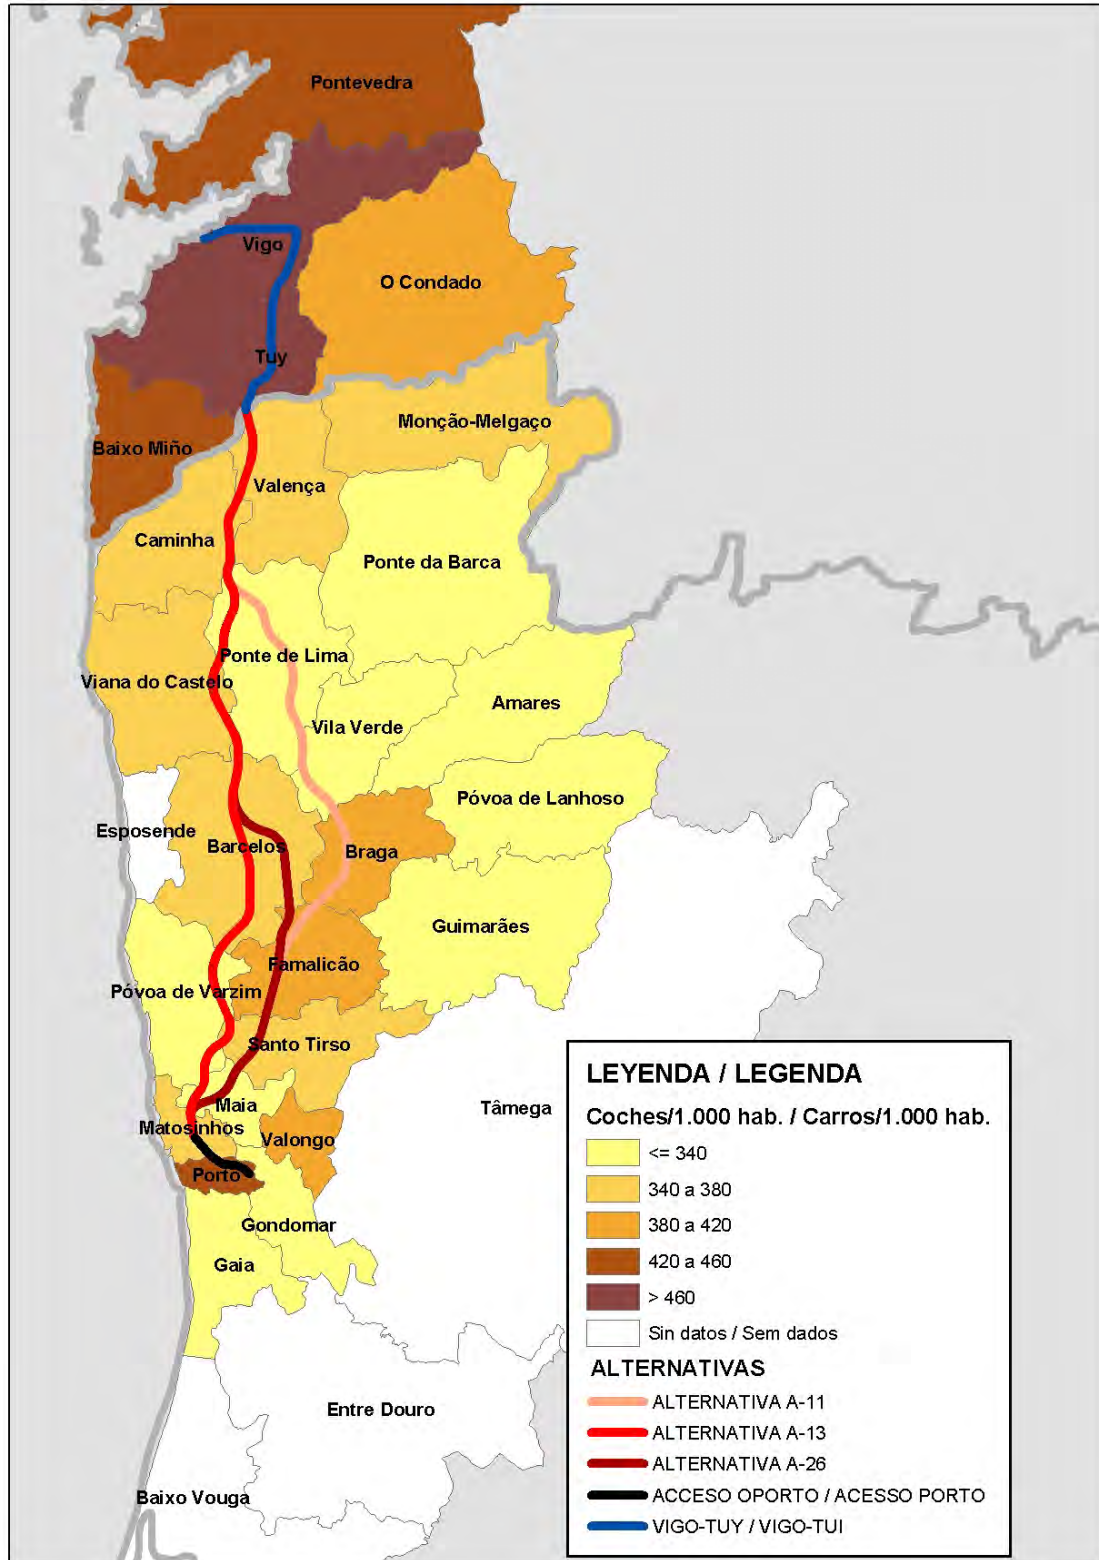 Pontevedra
Vigo
O Condado
Tuy
Baixo Miño
Monção-Melgaço
Valença
Caminha
Ponte da Barca
Ponte de Lima
Viana do Castelo
Amares
Vila Verde
Póvoa de Lanhoso
Esposende
Barcelos
Braga
Guimarães
Famalicão
Póvoa de Varzim
Santo Tirso
Maia
Tâmega
Matosinhos
Valongo
Porto
Gondomar
Gaia
Entre Douro
Baixo Vouga
LEYENDA / LEGENDA
Coches/1.000 hab. / Carros/1.000 hab.
<= 340
340 a 380
380 a 420
420 a 460
> 460
Sin datos / Sem dados
ALTERNATIVAS
ALTERNATIVA A-11
ALTERNATIVA A-13
ALTERNATIVA A-26
ACCESO OPORTO / ACESSO PORTO
VIGO-TUY / VIGO-TUI